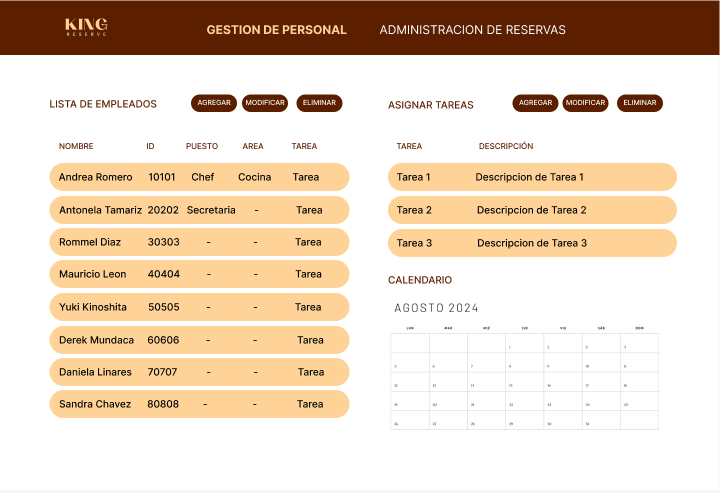 KING
RESERVE
GESTION DE PERSONAL
ADMINISTRACION DE RESERVAS
LISTA DE EMPLEADOS
AGREGAR
MODIFICAR
ELIMINAR
NOMBRE ID PUESTO AREA TAREA
Andrea Romero 10101 Chef Cocina Tarea
Antonela Tamariz 20202 Secretaria - Tarea
Rommel Diaz 30303 - - Tarea
Mauricio Leon 40404 - - Tarea
Yuki Kinoshita 50505 - - Tarea
Derek Mundaca 60606 - - Tarea
Daniela Linares 70707 - - Tarea
Sandra Chavez 80808 - - Tarea
ASIGNAR TAREAS
AGREGAR
MODIFICAR
ELIMINAR
TAREA DESCRIPCIÓN
Tarea 1 Descripcion de Tarea 1
Tarea 2 Descripcion de Tarea 2
Tarea 3 Descripcion de Tarea 3
CALENDARIO
AGOSTO 2024
LUN MAR MIÉ JUE VIE SÁB DOM
1 2 3 4
5 6 7 8 9 10 11
12 13 14 15 16 17 18
19 20 21 22 23 24 25
26 27 28 29 30 31